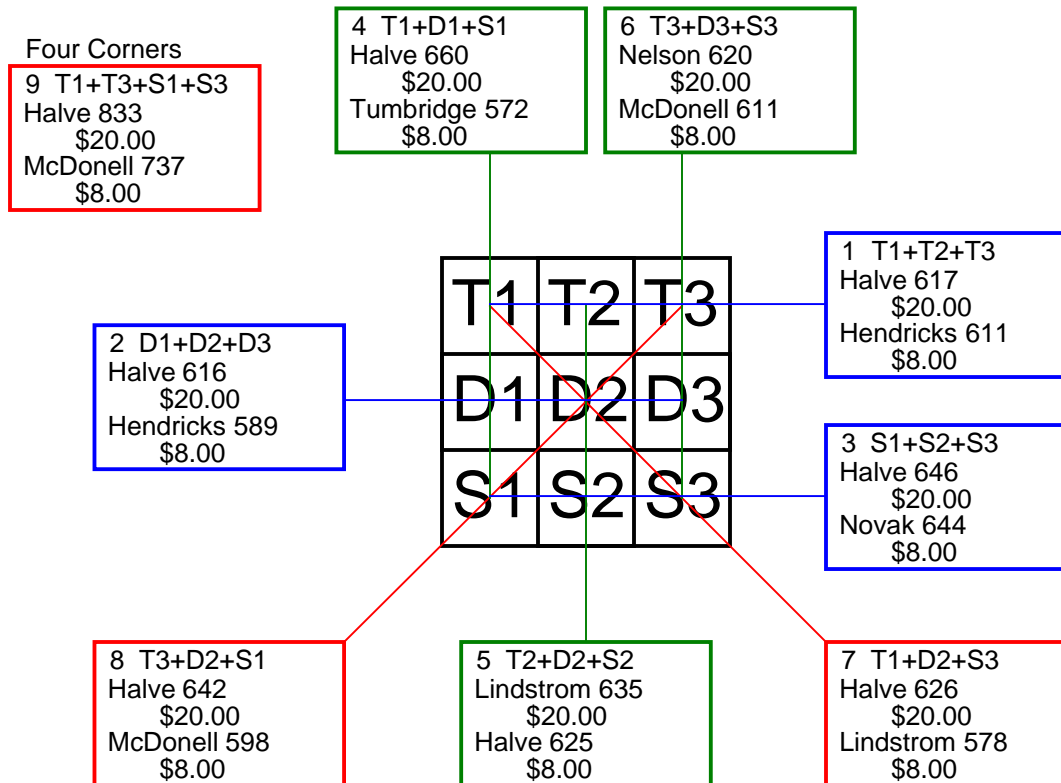 Four Corners
9 T1+T3+S1+S3
Halve 833
$20.00
McDonell 737
$8.00
4 T1+D1+S1
Halve 660
$20.00
Tumbridge 572
$8.00
6 T3+D3+S3
Nelson 620
$20.00
McDonell 611
$8.00
1 T1+T2+T3
Halve 617
$20.00
Hendricks 611
$8.00
2 D1+D2+D3
Halve 616
$20.00
Hendricks 589
$8.00
T1 T2 T3
D1 D2 D3
S1 S2 S3
3 S1+S2+S3
Halve 646
$20.00
Novak 644
$8.00
8 T3+D2+S1
Halve 642
$20.00
McDonell 598
$8.00
5 T2+D2+S2
Lindstrom 635
$20.00
Halve 625
$8.00
7 T1+D2+S3
Halve 626
$20.00
Lindstrom 578
$8.00